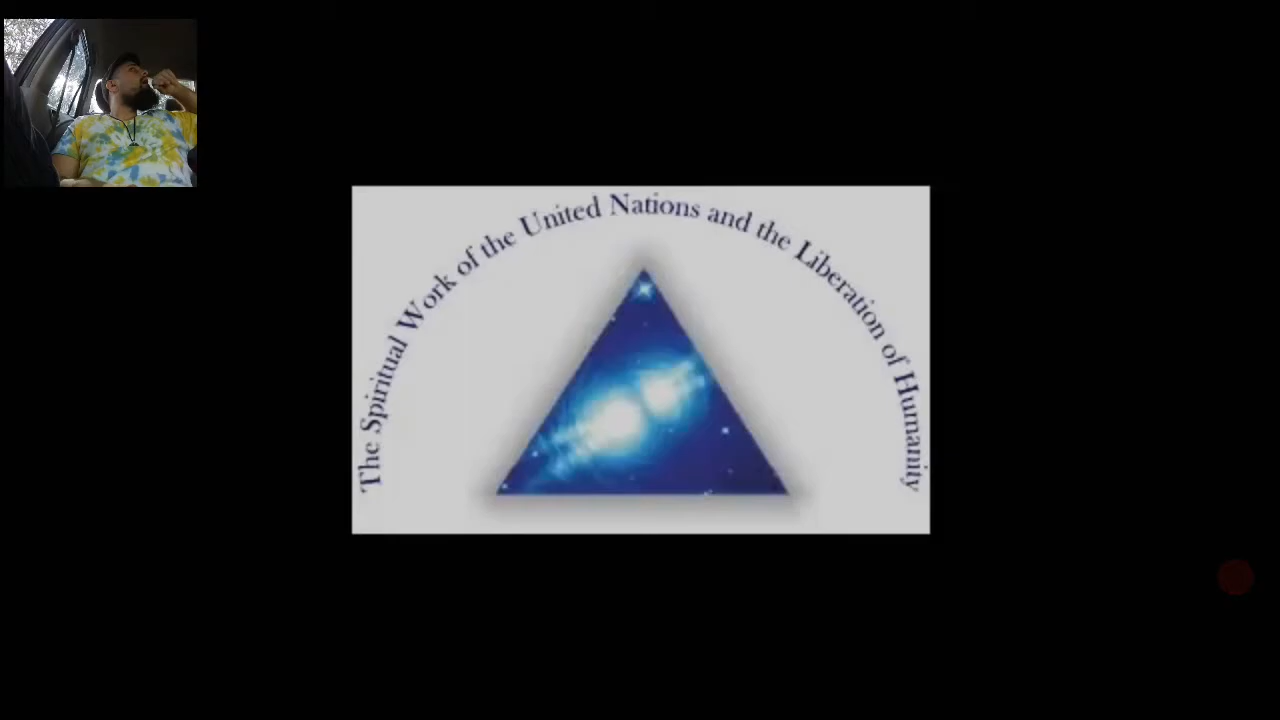 The Spiritual Work of the United Nations and the Liberation of Humanity